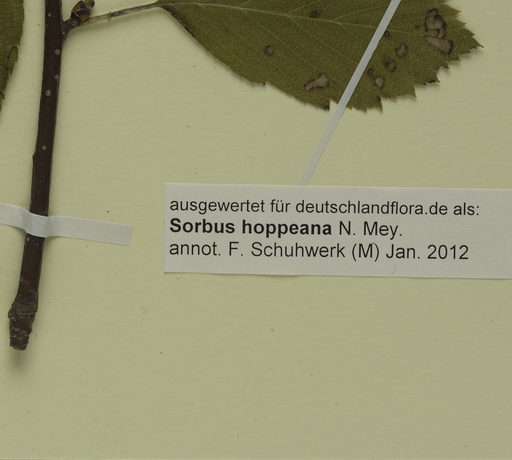 ausgewertet für deutschlandflora.de als:
Sorbus hoppeana N. Mey.
annot. F. Schuhwerk (M) Jan. 2012